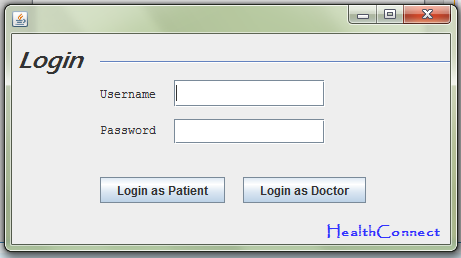 Login
Username
Password
Login as Patient Login as Doctor
HealthConnect